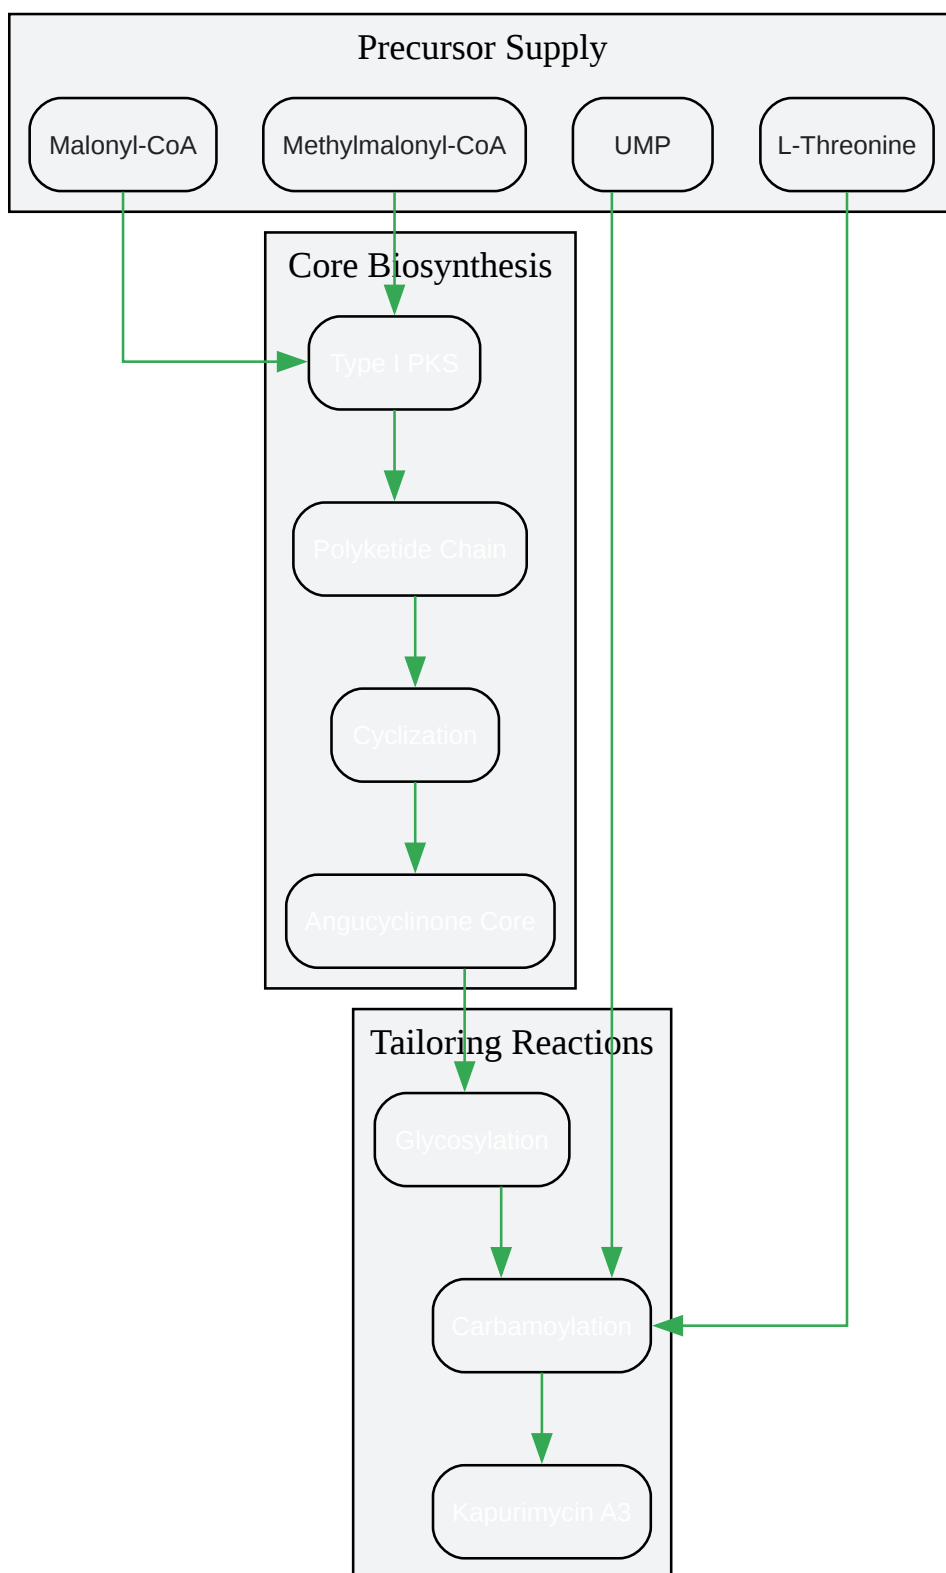 Precursor Supply
Malonyl-CoA
Methylmalonyl-CoA
UMP
L-Threonine
Core Biosynthesis
Type I PKS
Polyketide Chain
Cyclization
Angucyclinone Core
Tailoring Reactions
Glycosylation
Carbamoylation
Kapurimycin A3